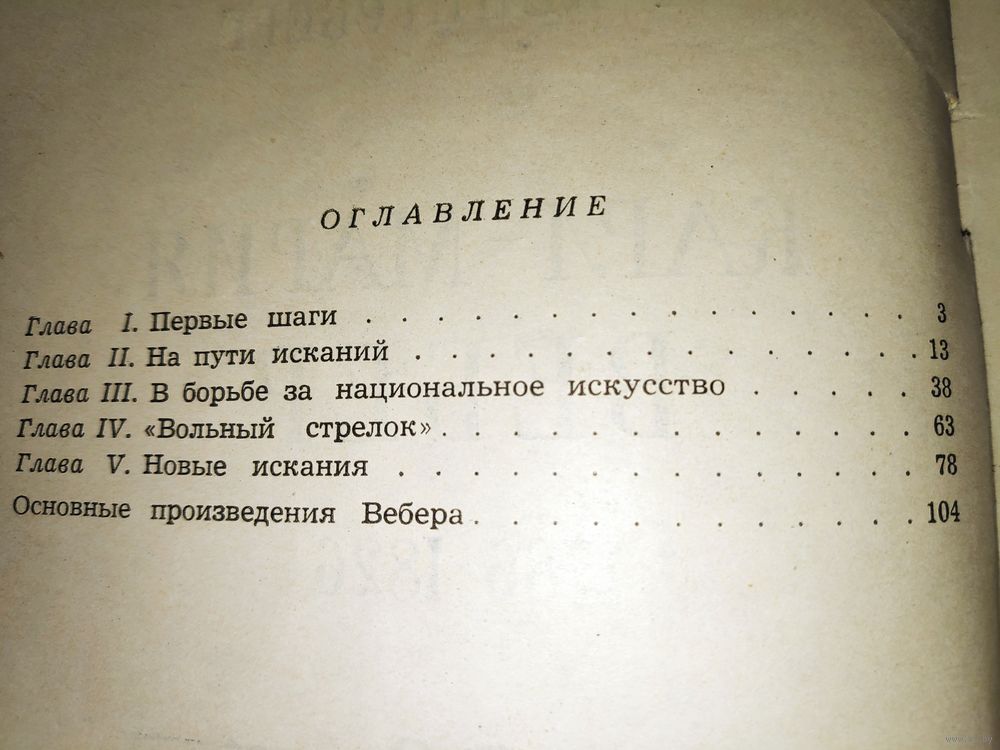 ОГЛАВЛЕНИЕ
Глава I. Первые шаги . . . . . . . . . . . . . . . 3
Глава II. На пути исканий . . . . . . . . . . . . . . 13
Глава III. В борьбе за национальное искусство . . . . . 38
Глава IV. «Вольный стрелок» . . . . . . . . . . . . . 63
Глава V. Новые искания . . . . . . . . . . . . . . 78
Основные произведения Вебера . . . . . . . . . . . . 104